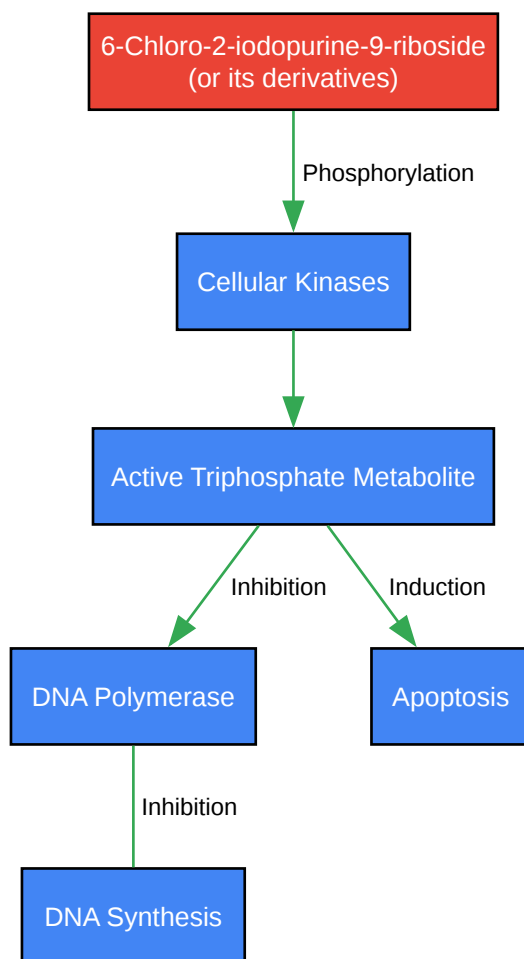 6-Chloro-2-iodopurine-9-riboside
(or its derivatives)
Phosphorylation
Cellular Kinases
Active Triphosphate Metabolite
Inhibition
Induction
DNA Polymerase
Apoptosis
Inhibition
DNA Synthesis